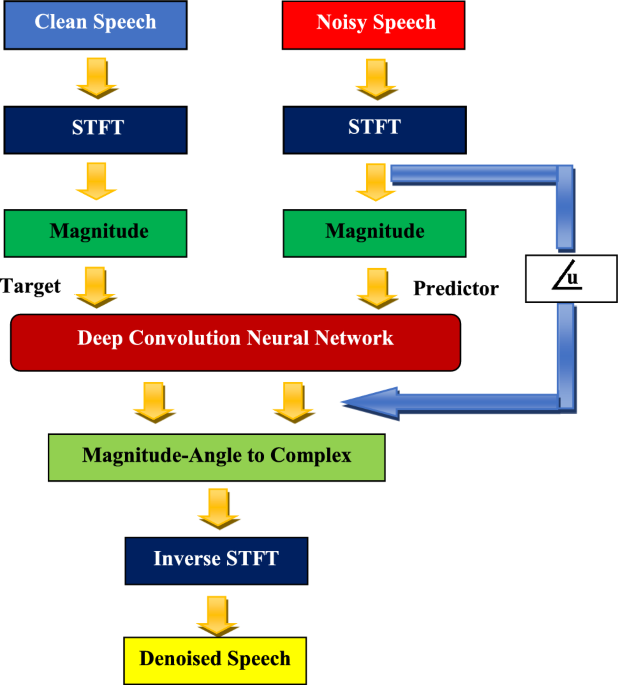 Clean Speech
Noisy Speech
STFT
STFT
Magnitude
Magnitude
u
Target
Predictor
Deep Convolution Neural Network
Magnitude-Angle to Complex
Inverse STFT
Denoised Speech